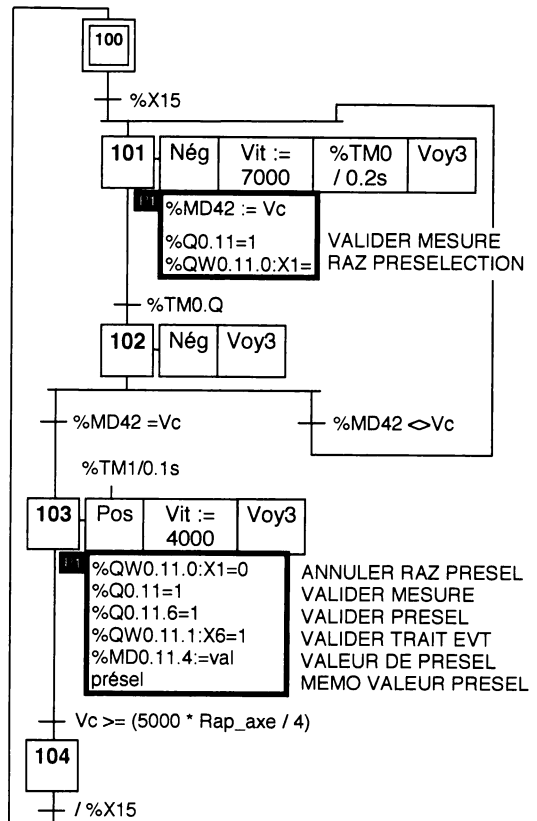 100
%X15
101 Nég Vit := 7000 %TM0 / 0.2s Voy3
%MD42 := Vc
%Q0.11=1 VALIDER MESURE
%QW0.11.0:X1= RAZ PRESELECTION
%TM0.Q
102 Nég Voy3
%MD42 =Vc
%MD42 <>Vc
%TM1/0.1s
103 Pos Vit := 4000 Voy3
%QW0.11.0:X1=0 ANNULER RAZ PRESEL
%Q0.11=1 VALIDER MESURE
%Q0.11.6=1 VALIDER PRESEL
%QW0.11.1:X6=1 VALIDER TRAIT EVT
%MD0.11.4:=val VALEUR DE PRESEL
présel MEMO VALEUR PRESEL
Vc >= (5000 * Rap_axe / 4)
104
/ %X15